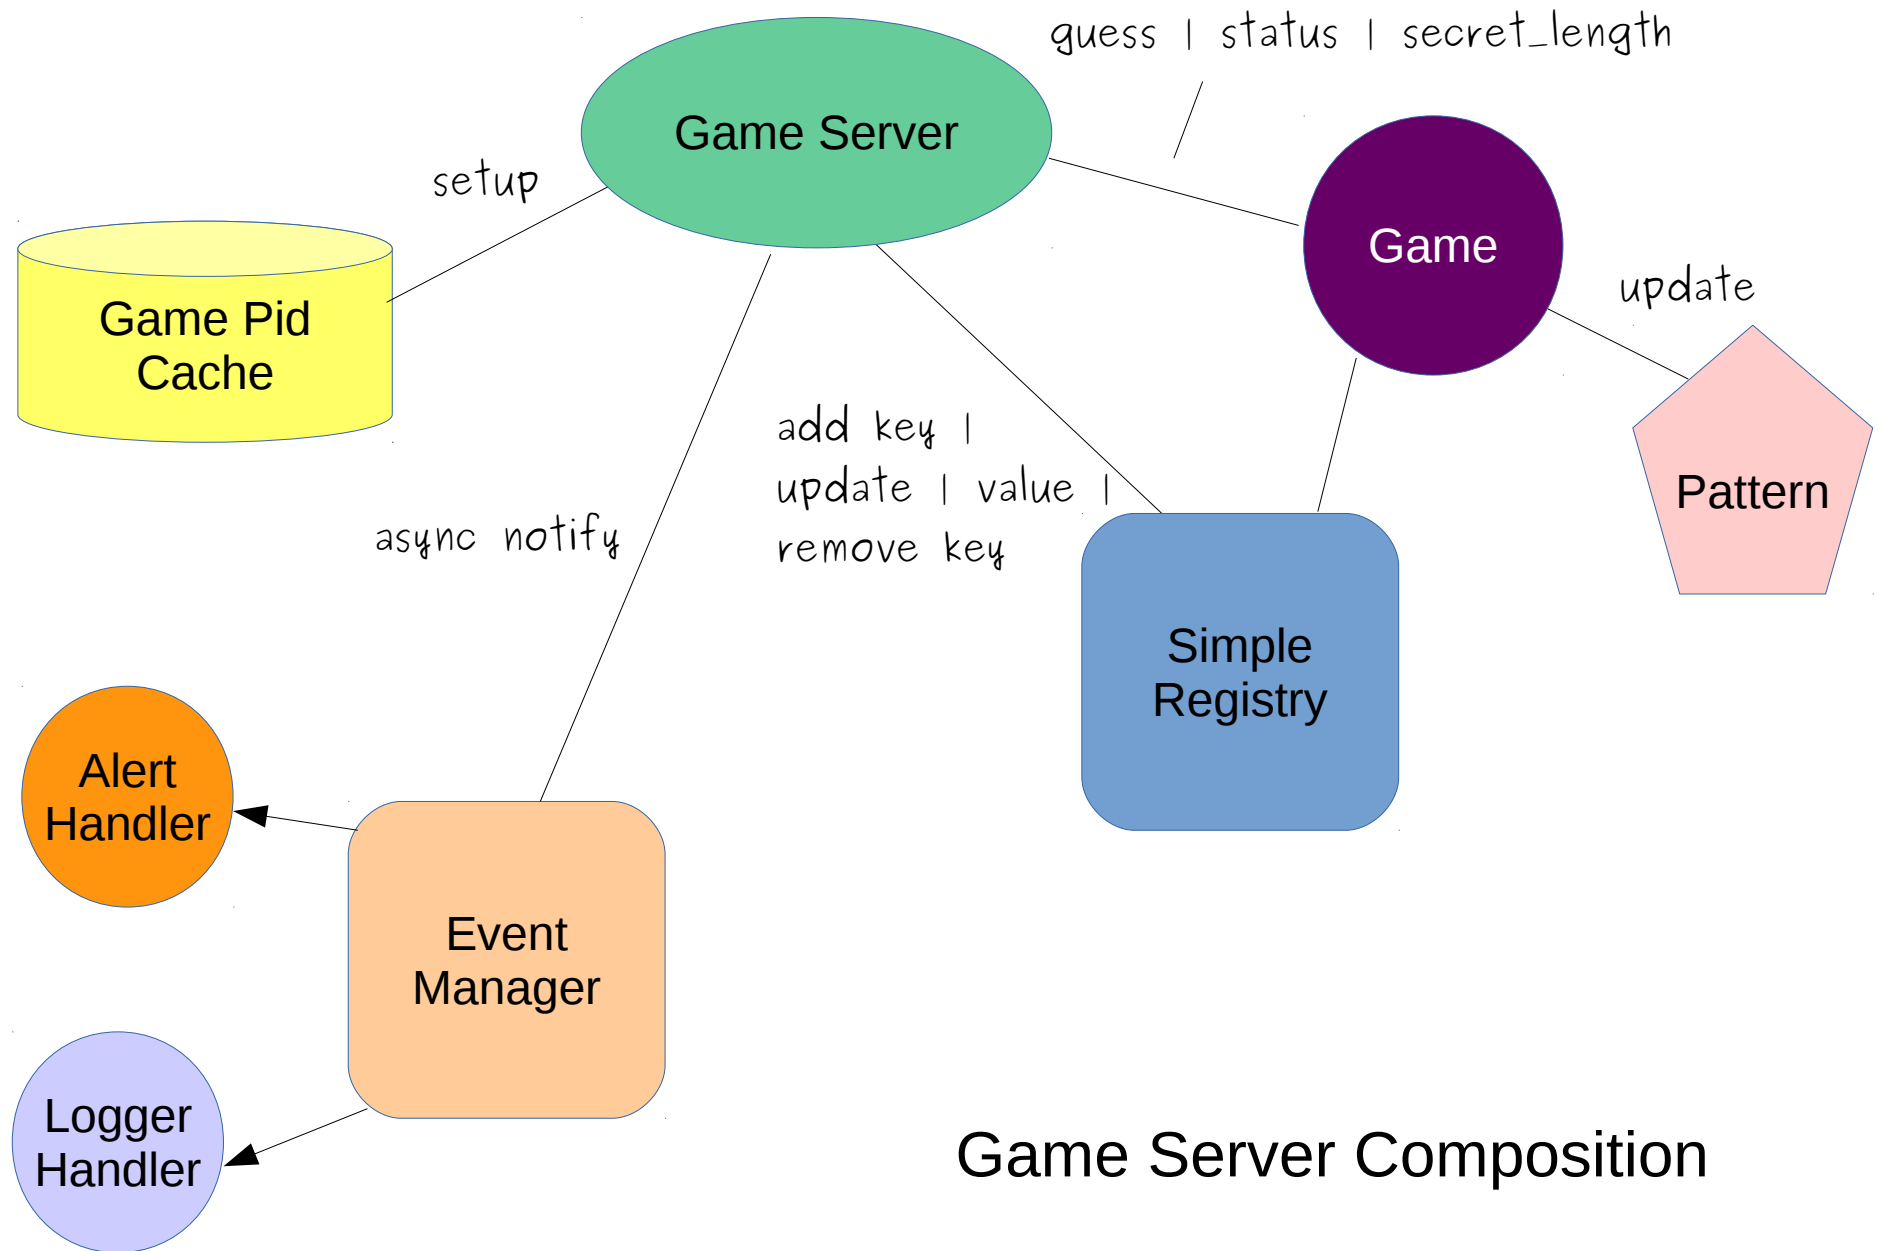 guess | status | secret_length
Game Server
setup
Game
update
Game Pid
Cache
add key |
update | value |
remove key
Pattern
async notify
Simple
Registry
Alert
Handler
Event
Manager
Logger
Handler
Game Server Composition